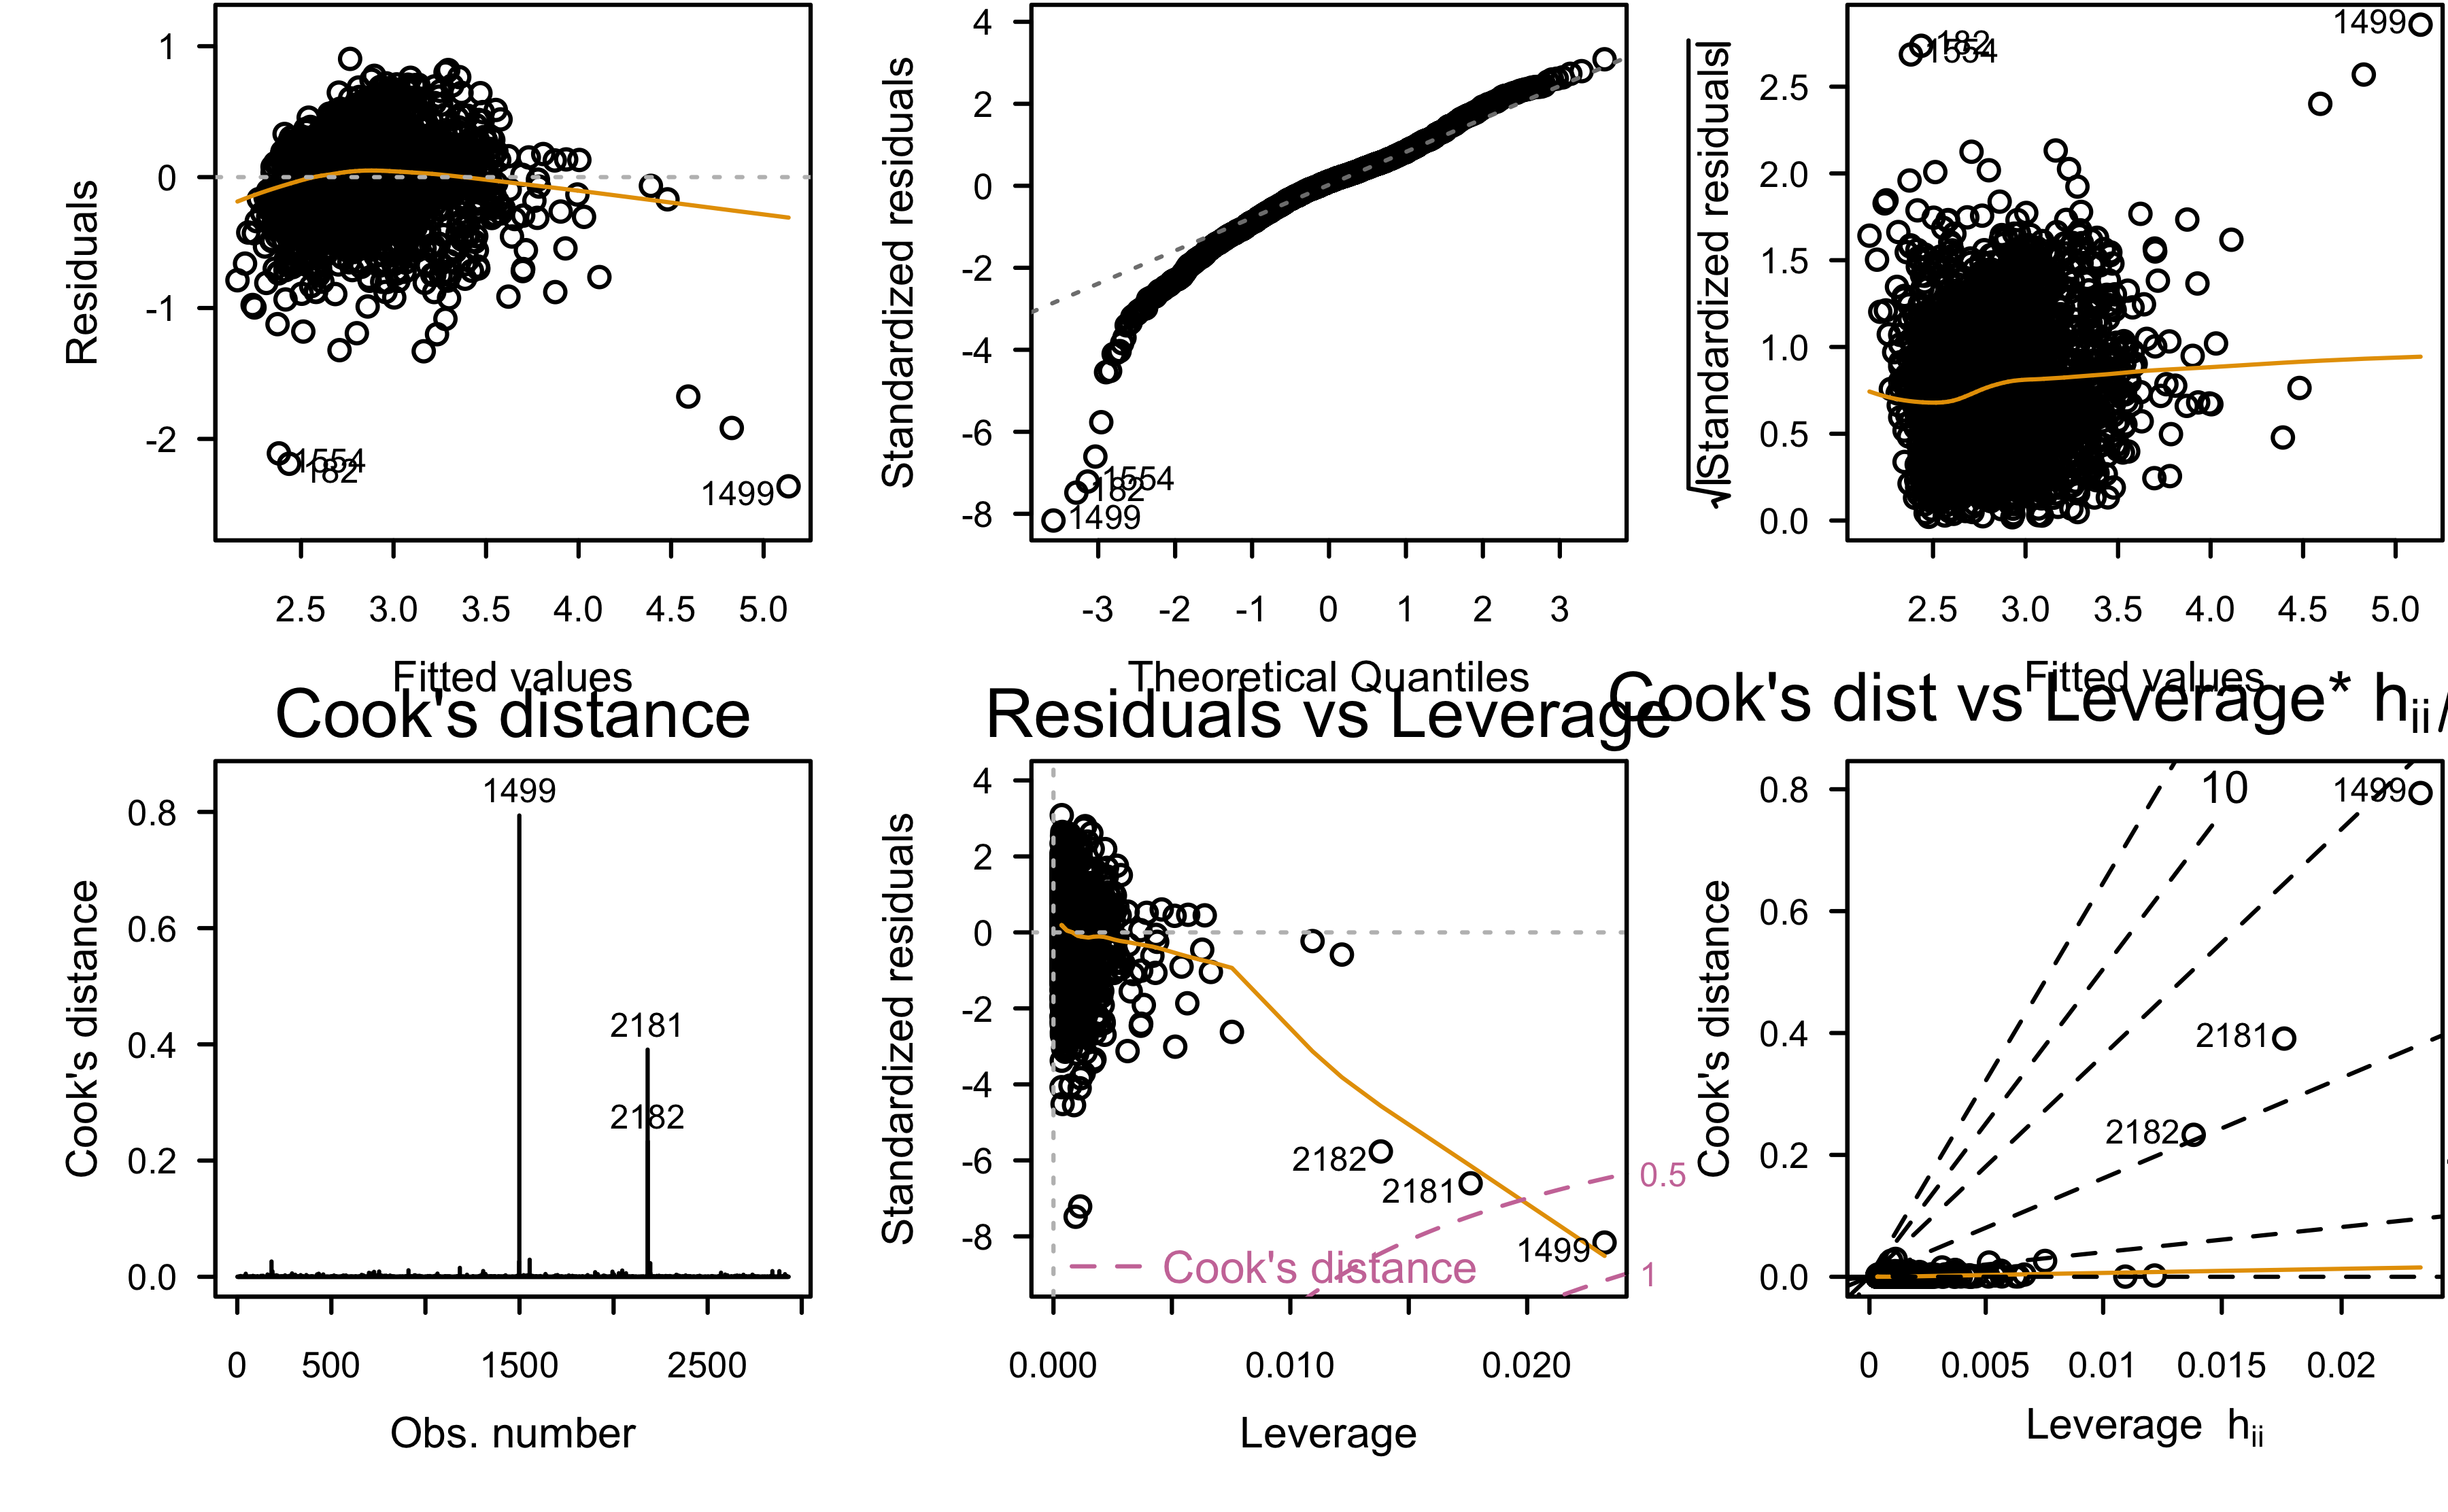 Residuals
1
0
-1
-2
1554
182
1499
2.5 3.0 3.5 4.0 4.5 5.0
Fitted values
Standardized residuals
4
2
0
-2
-4
-6
-8
1554
182
1499
-3 -2 -1 0 1 2 3
Theoretical Quantiles
√|Standardized residuals|
2.5
2.0
1.5
1.0
0.5
0.0
182
1554
1499
2.5 3.0 3.5 4.0 4.5 5.0
Fitted values
Cook's distance
Cook's distance
0.8
0.6
0.4
0.2
0.0
1499
2181
2182
0 500 1500 2500
Obs. number
Residuals vs Leverage
Standardized residuals
4
2
0
-2
-4
-6
-8
2182
2181
1499
Cook's distance
0.5
1
0.000 0.010 0.020
Leverage
Cook's dist vs Leverage* hii/
Cook's distance
0.8
0.6
0.4
0.2
0.0
10
1499
2181
2182
0 0.005 0.01 0.015 0.02
Leverage hii